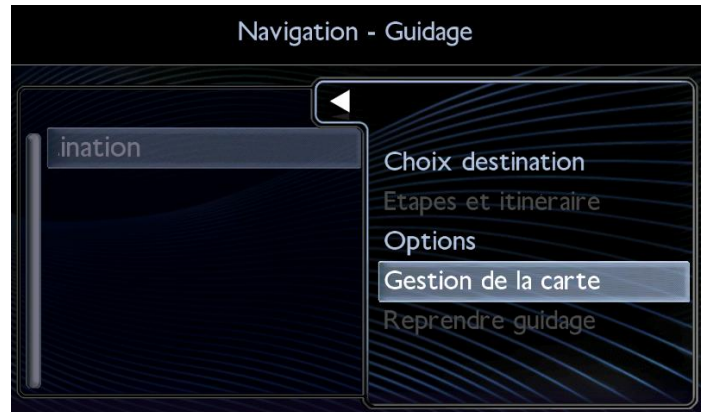 Navigation - Guidage
ination
Choix destination
Etapes et itineraire
Options
Gestion de la carte
Reprendre guidage